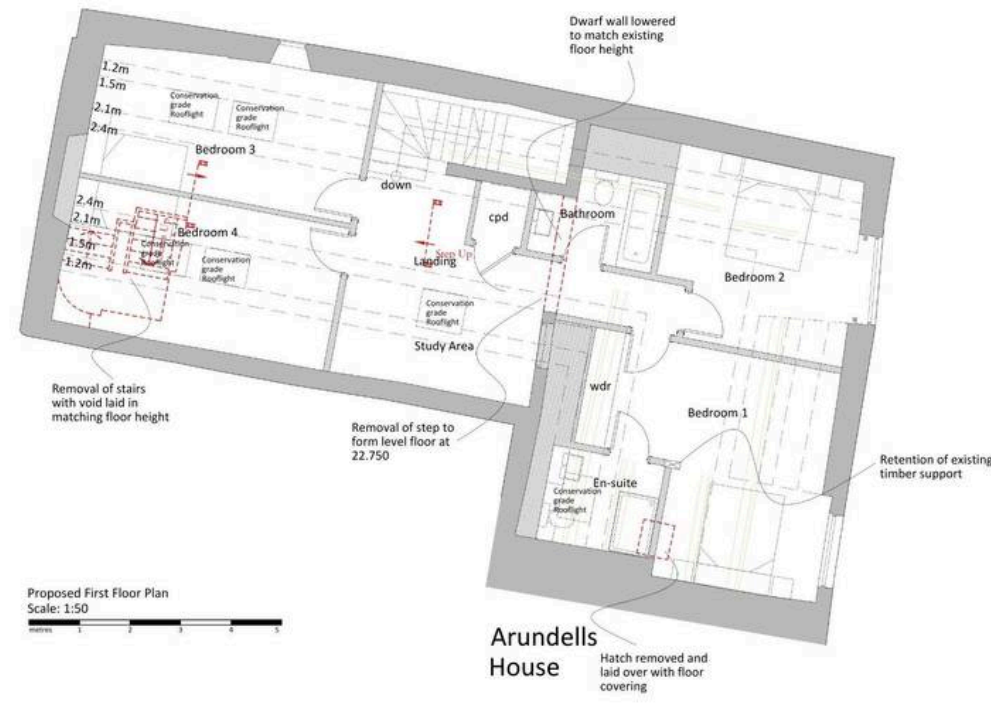 Dwarf wall lowered
to match existing
floor height
1.2m
1.5m
2.1m
2.4m
Conservation
grade
Rooflight
Conservation
grade
Rooflight
Bedroom 3
down
cpd
Bathroom
Bedroom 2
2.4m
2.1m
1.5m
1.2m
Bedroom 4
Conservation
grade
Rooflight
Conservation
grade
Rooflight
Step Up
Landing
Conservation
grade
Rooflight
Study Area
wdr
Bedroom 1
Removal of stairs
with void laid in
matching floor height
Removal of step to
form level floor at
22.750
Retention of existing
timber support
En-suite
Conservation
grade
Rooflight
Proposed First Floor Plan
Scale: 1:50
metres 1 2 3 4 5
Arundells
House
Hatch removed and
laid over with floor
covering